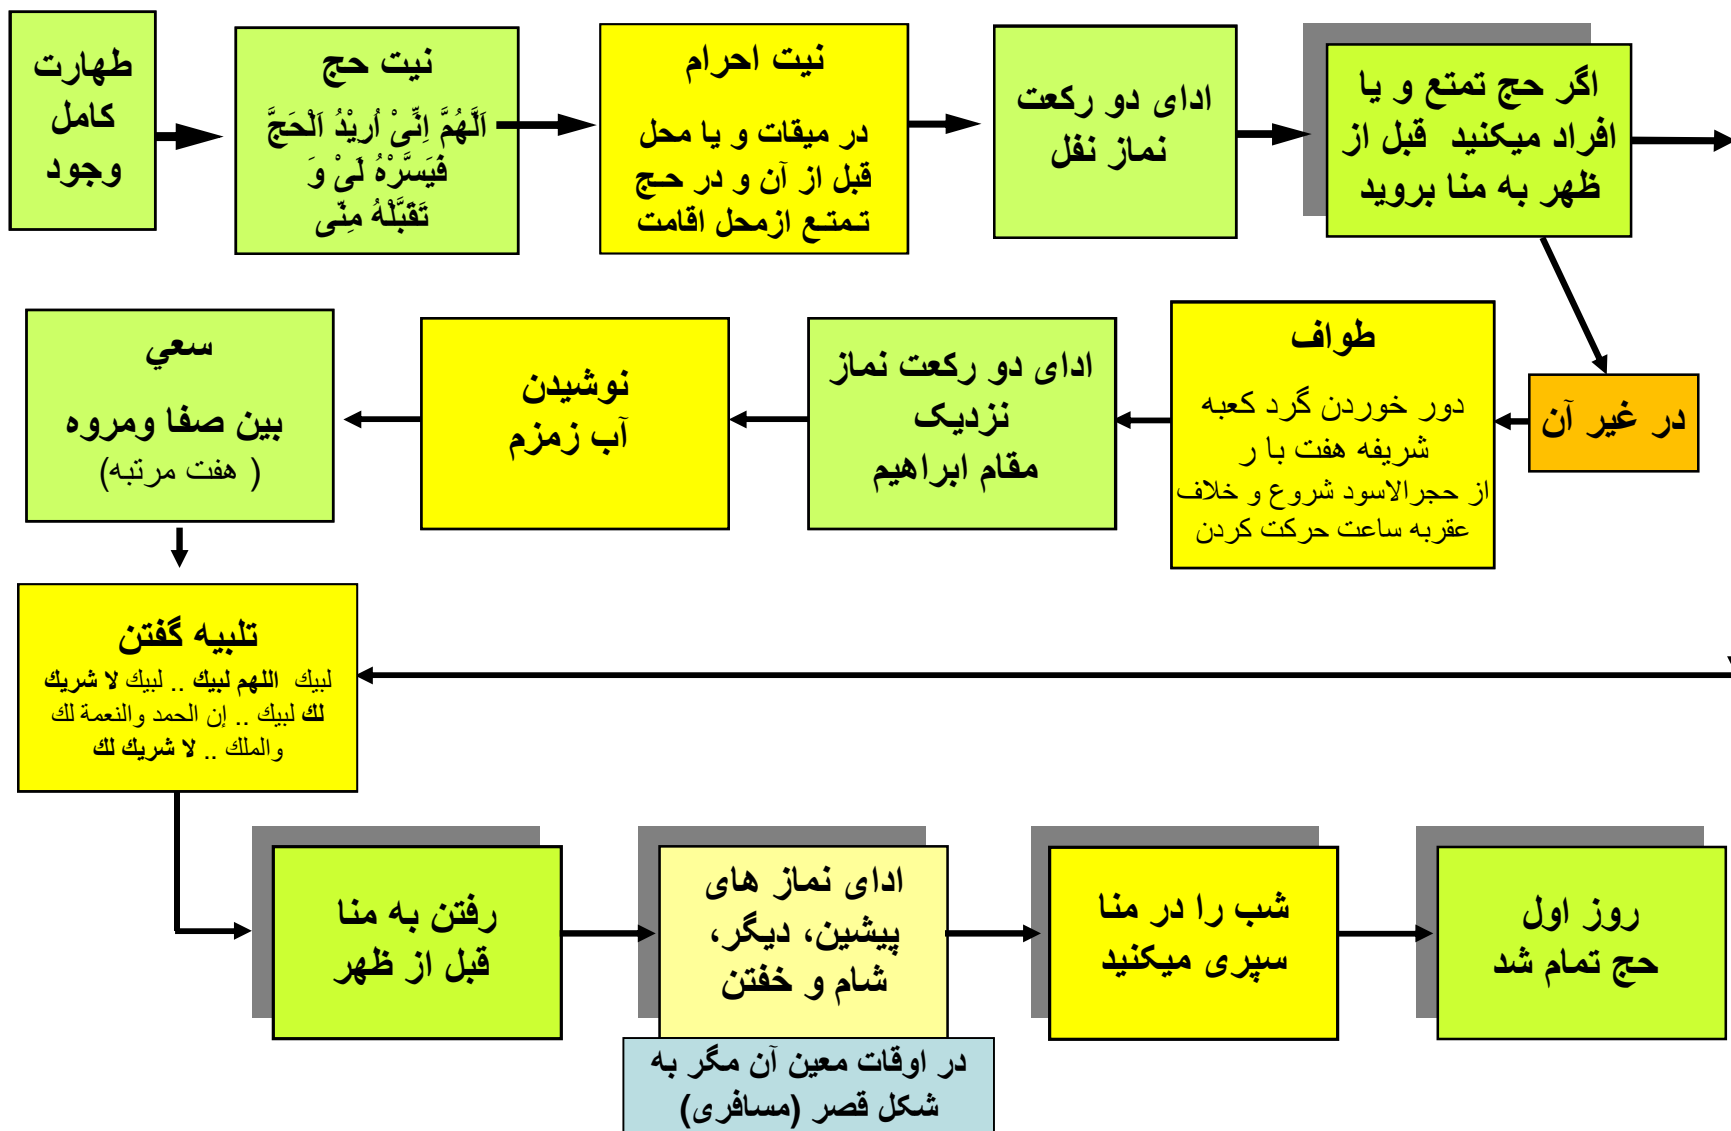 طهارت
کامل
وجود
نیت حج
اَلَّهُمَّ اِنِّیْ اُرِیْدُ اَلْحَجَّ
فَیَسَّرْهُ لَیْ وَ
تَقَبَّلْهُ مِنِّی
نیت احرام
در میقات و یا محل
قبل از آن و در حـج
تـمتـع ازمحل اقامت
ادای دو رکعت
نماز نفل
اگر حج تمتع و یا
افراد میکنید قبل از
ظهر به منا بروید
در غیر آن
طواف
دور خوردن گرد کعبه
شریفه هفت با ر
از حجرالاسود شروع و خلاف
عقربه ساعت حرکت کردن
ادای دو رکعت نماز
نزدیک
مقام ابراهیم
نوشیدن
آب زمزم
سعي
بین صفا ومروه
( هفت مرتبه)
تلبیه گفتن
لبيك اللهم لبيك .. لبيك لا شريك
لك لبيك .. إن الحمد والنعمة لك
والملك .. لا شريك لك
رفتن به منا
قبل از ظهر
ادای نماز های
پیشین، دیگر،
شام و خفتن
در اوقات معین آن مگر به
شکل قصر (مسافری)
شب را در منا
سپری میکنید
روز اول
حج تمام شد